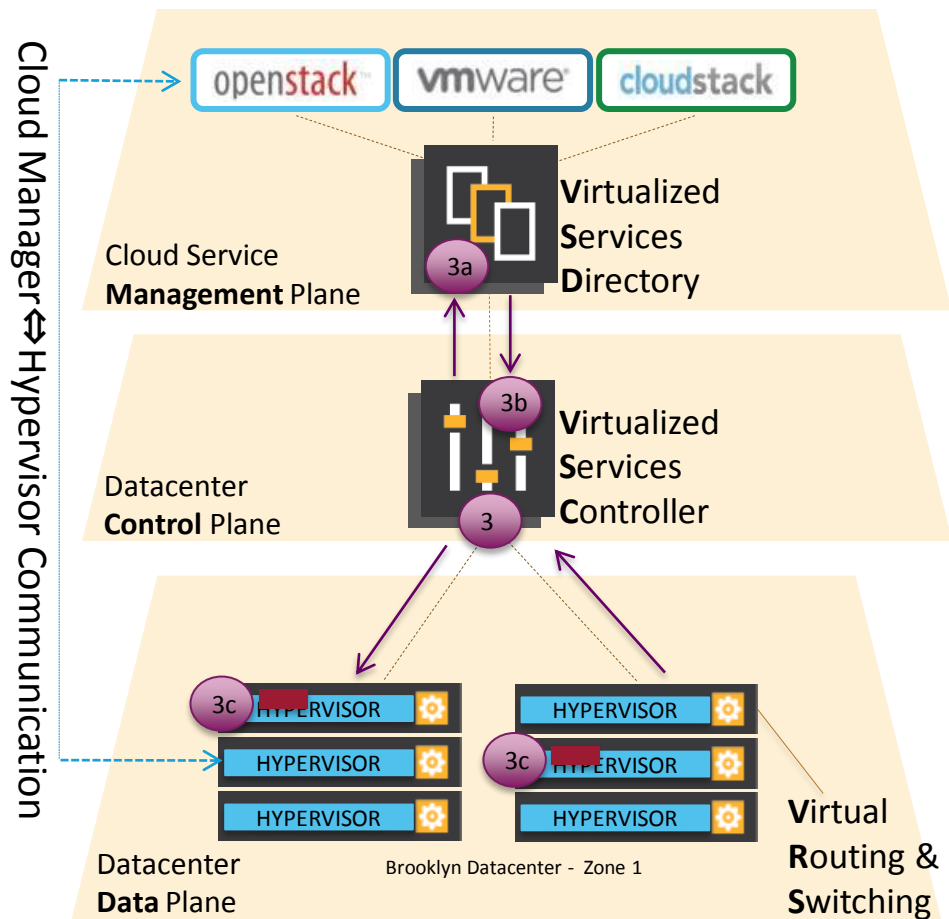 Cloud Manager⇔Hypervisor Communication
openstack™
vmware®
cloudstack
Virtualized
Services
Directory
3a
Cloud Service
Management Plane
3b
Virtualized
Services
Controller
3
Datacenter
Control Plane
3c
HYPERVISOR
HYPERVISOR
HYPERVISOR
HYPERVISOR
3c
HYPERVISOR
HYPERVISOR
Virtual
Routing &
Switching
Brooklyn Datacenter - Zone 1
Datacenter
Data Plane